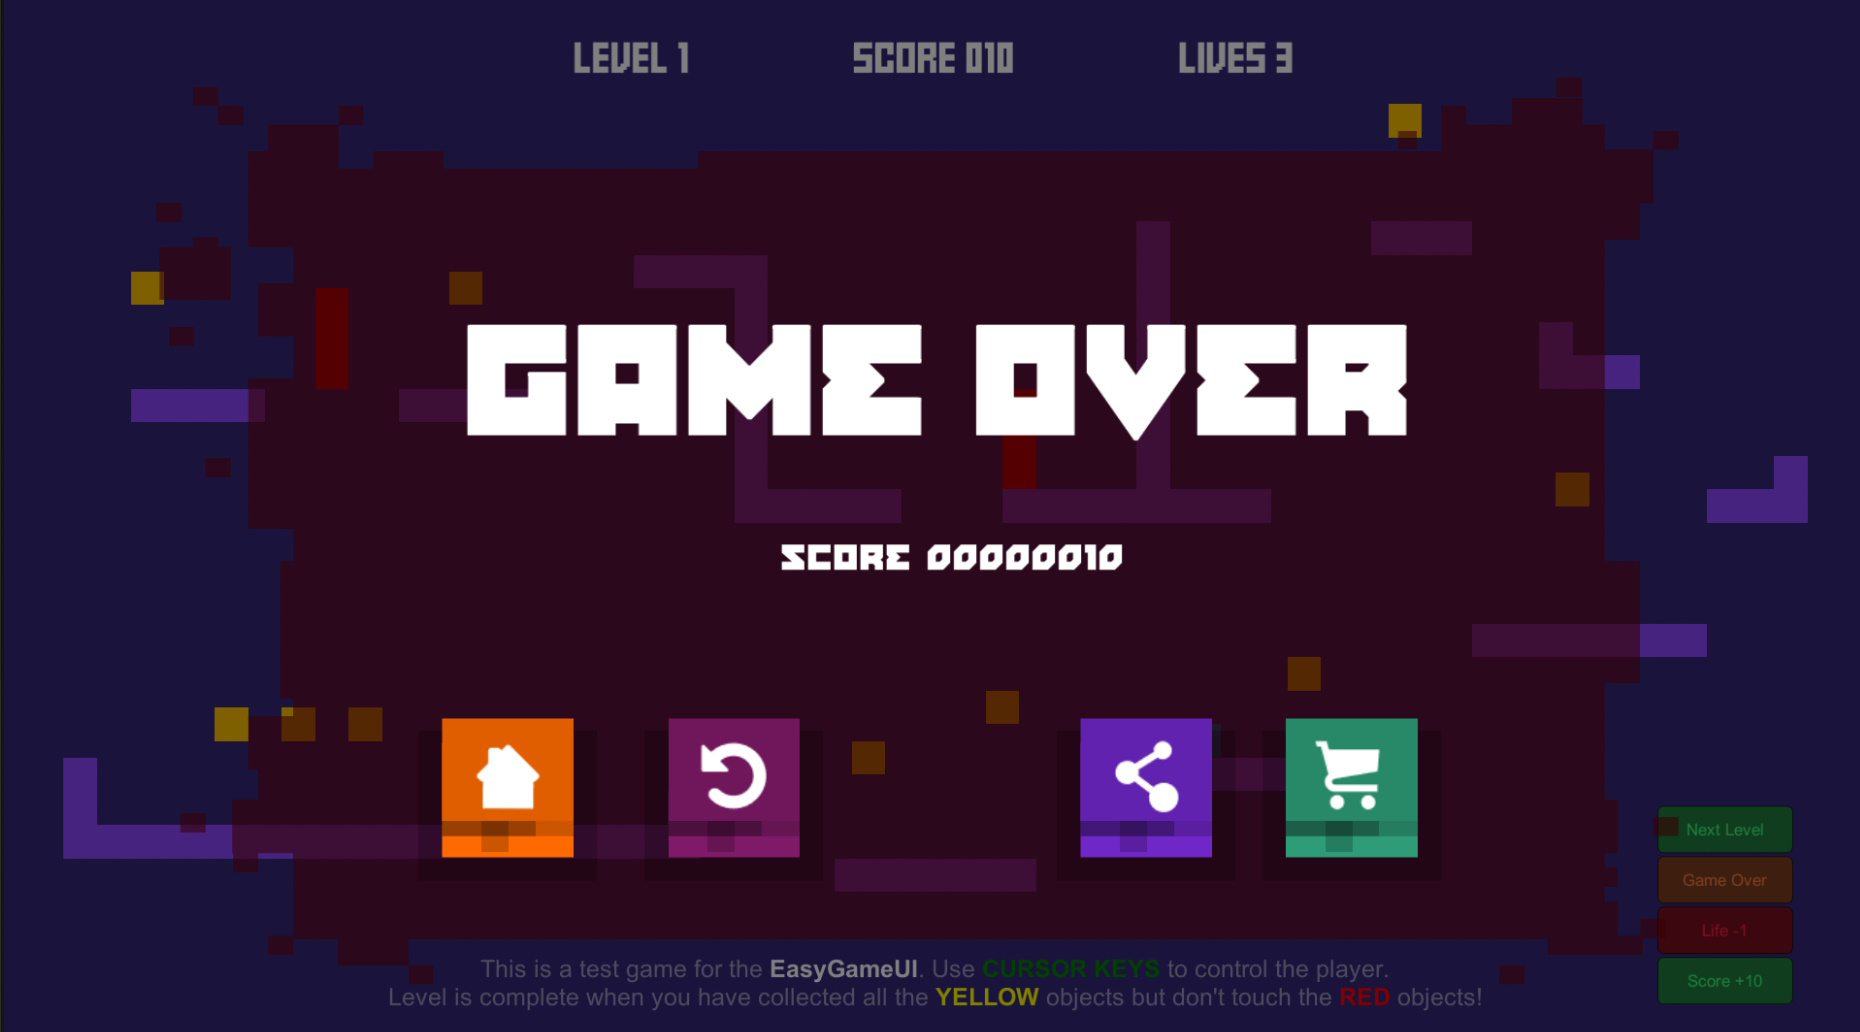 LEVEL 1 SCORE 010 LIVES 3
GAME OVER
SCORE 00000010
Next Level
Game Over
Life -1
Score +10
This is a test game for the EasyGameUI. Use CURSOR KEYS to control the player.
Level is complete when you have collected all the YELLOW objects but don't touch the RED objects!